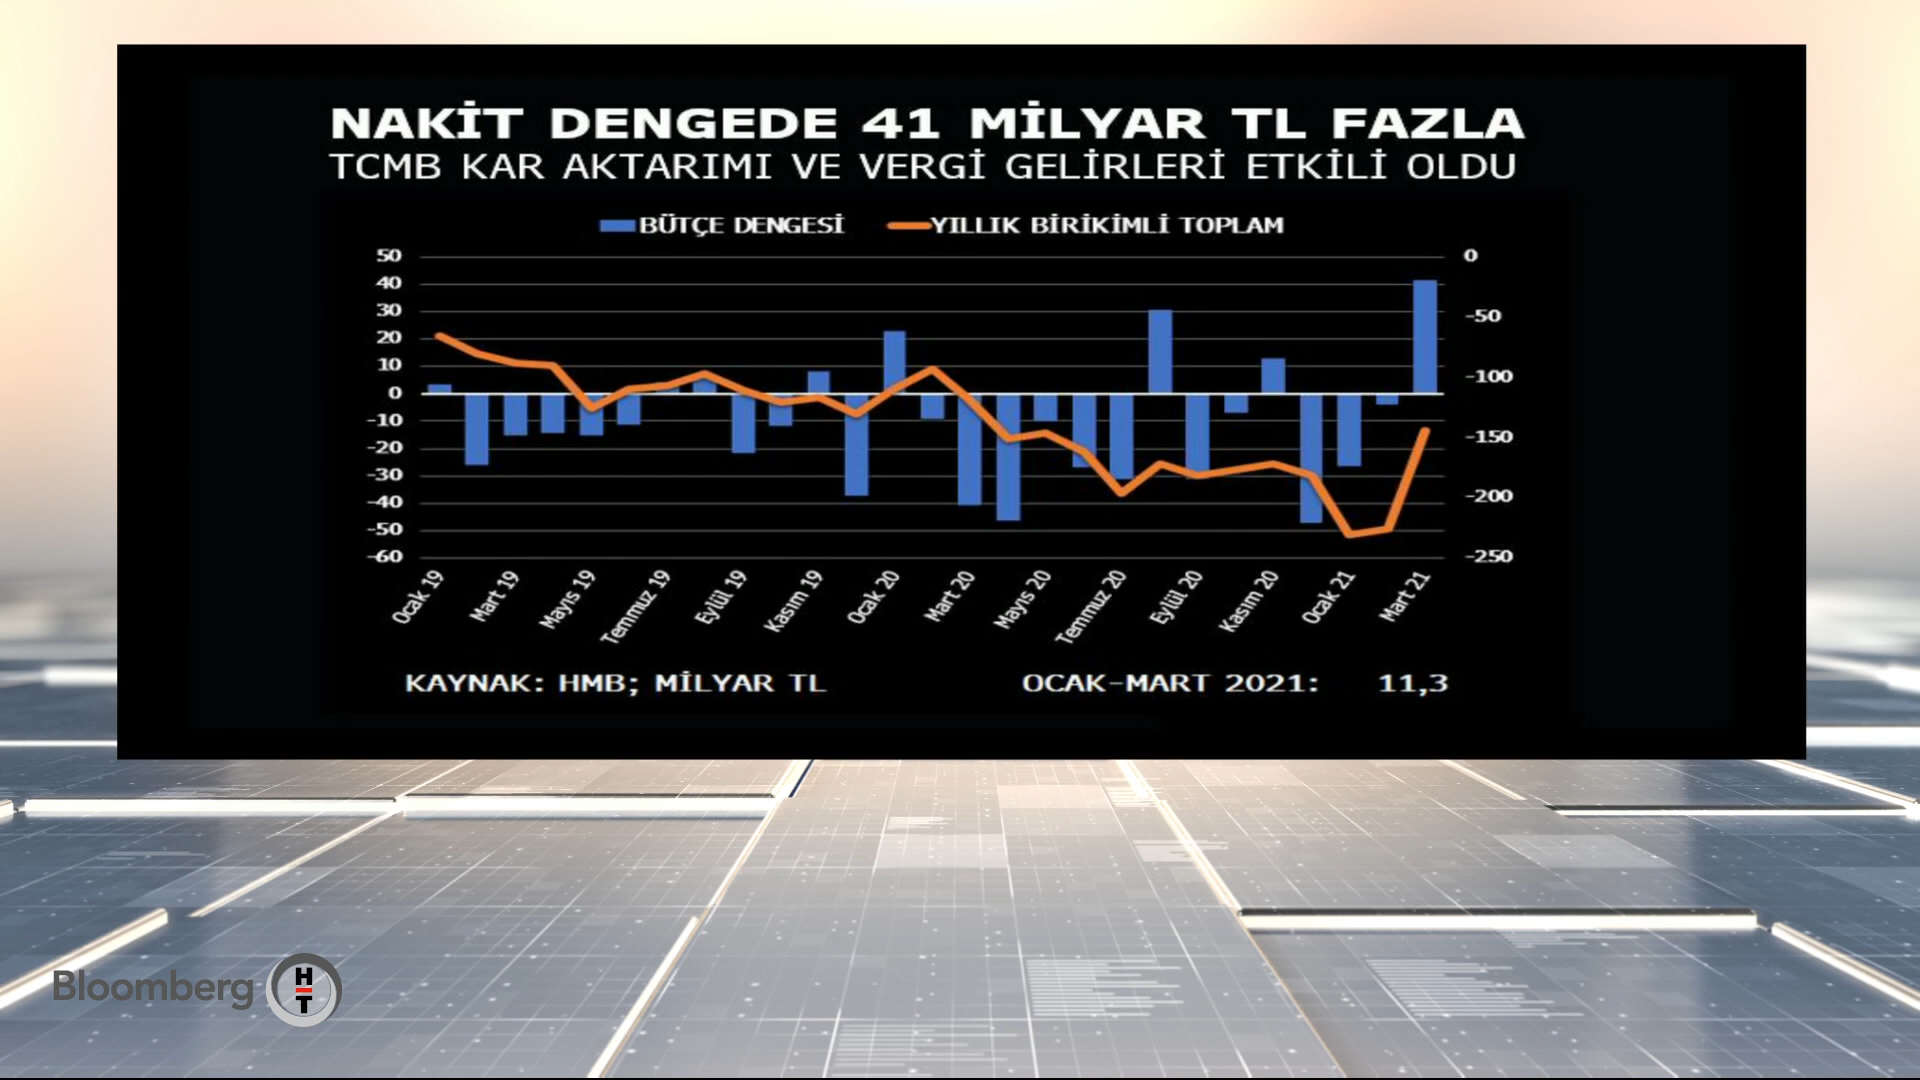 NAKİT DENGEDE 41 MİLYAR TL FAZLA
TCMB KAR AKTARIMI VE VERGİ GELİRLERİ ETKİLİ OLDU
BÜTÇE DENGESİ YILLIK BİRİKİMLİ TOPLAM
50 0
40
30 -50
20
10 -100
0
-10
-20 -150
-30
-40 -200
-50
-60 -250
Ocak 19 Mart 19 Mayıs 19 Temmuz 19 Eylül 19 Kasım 19 Ocak 20 Mart 20 Mayıs 20 Temmuz 20 Eylül 20 Kasım 20 Ocak 21 Mart 21
KAYNAK: HMB; MİLYAR TL OCAK-MART 2021: 11,3
Bloomberg HT